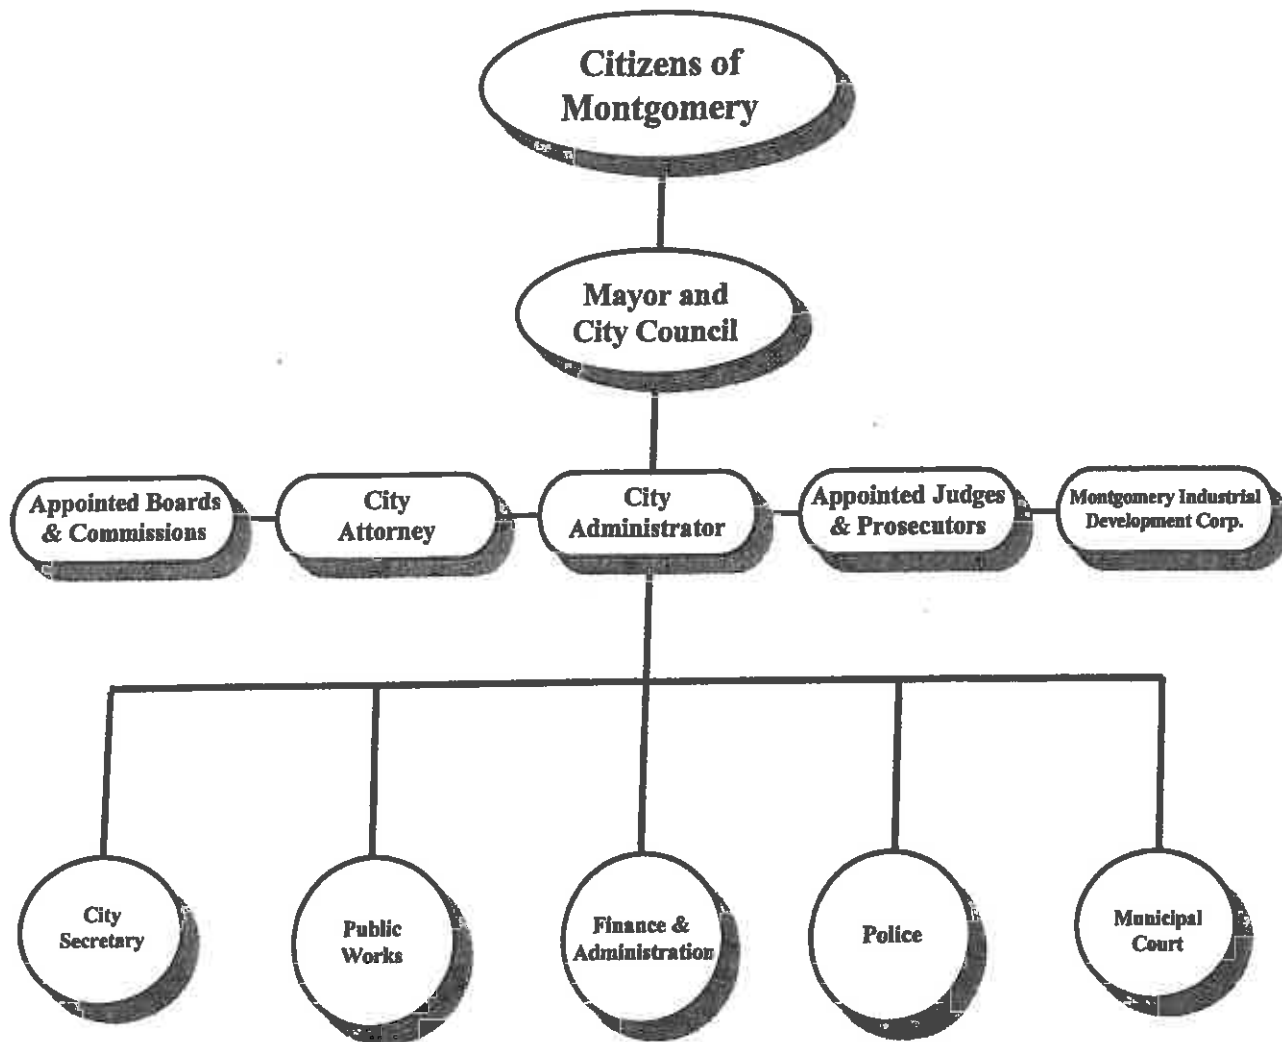 Citizens of
Montgomery
Mayor and
City Council
Appointed Boards
& Commissions
City
Attorney
City
Administrator
Appointed Judges
& Prosecutors
Montgomery Industrial
Development Corp.
City
Secretary
Public
Works
Finance &
Administration
Police
Municipal
Court